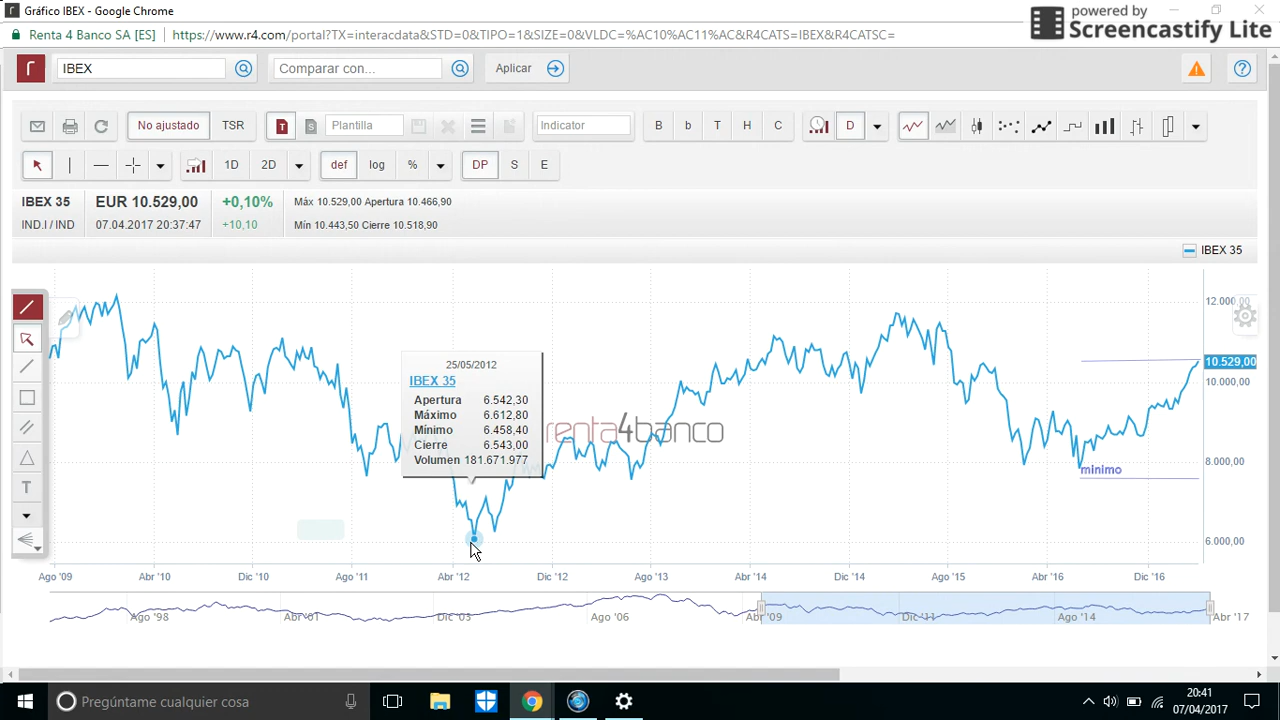 Gráfico IBEX - Google Chrome
powered by
Screencastify Lite
Renta 4 Banco SA [ES]
https://www.r4.com/portal?TX=interacdata&STD=0&TIPO=1&SIZE=0&VLDC=%AC10%AC11%AC&R4CATS=IBEX&R4CATSC=
r IBEX Comparar con... Aplicar
No ajustado TSR T S Plantilla Indicador B b T H C D
1D 2D def log % DP S E
IBEX 35 EUR 10.529,00 +0,10% Máx 10.529,00 Apertura 10.466,90
IND.I / IND 07.04.2017 20:37:47 +10,10 Mín 10.443,50 Cierre 10.518,90
IBEX 35
12.000,00
10.529,00
10.000,00
8.000,00
6.000,00
25/05/2012
IBEX 35
Apertura 6.542,30
Máximo 6.612,80
Mínimo 6.458,40
Cierre 6.543,00
Volumen 181.671.977
renta4banco
minimo
T
Ago '09 Abr '10 Dic '10 Ago '11 Abr '12 Dic '12 Ago '13 Abr '14 Dic '14 Ago '15 Abr '16 Dic '16
Ago '98 Abr '01 Dic '03 Ago '06 Abr '09 Dic '11 Ago '14 Abr '17
Pregúntame cualquier cosa
20:41
07/04/2017